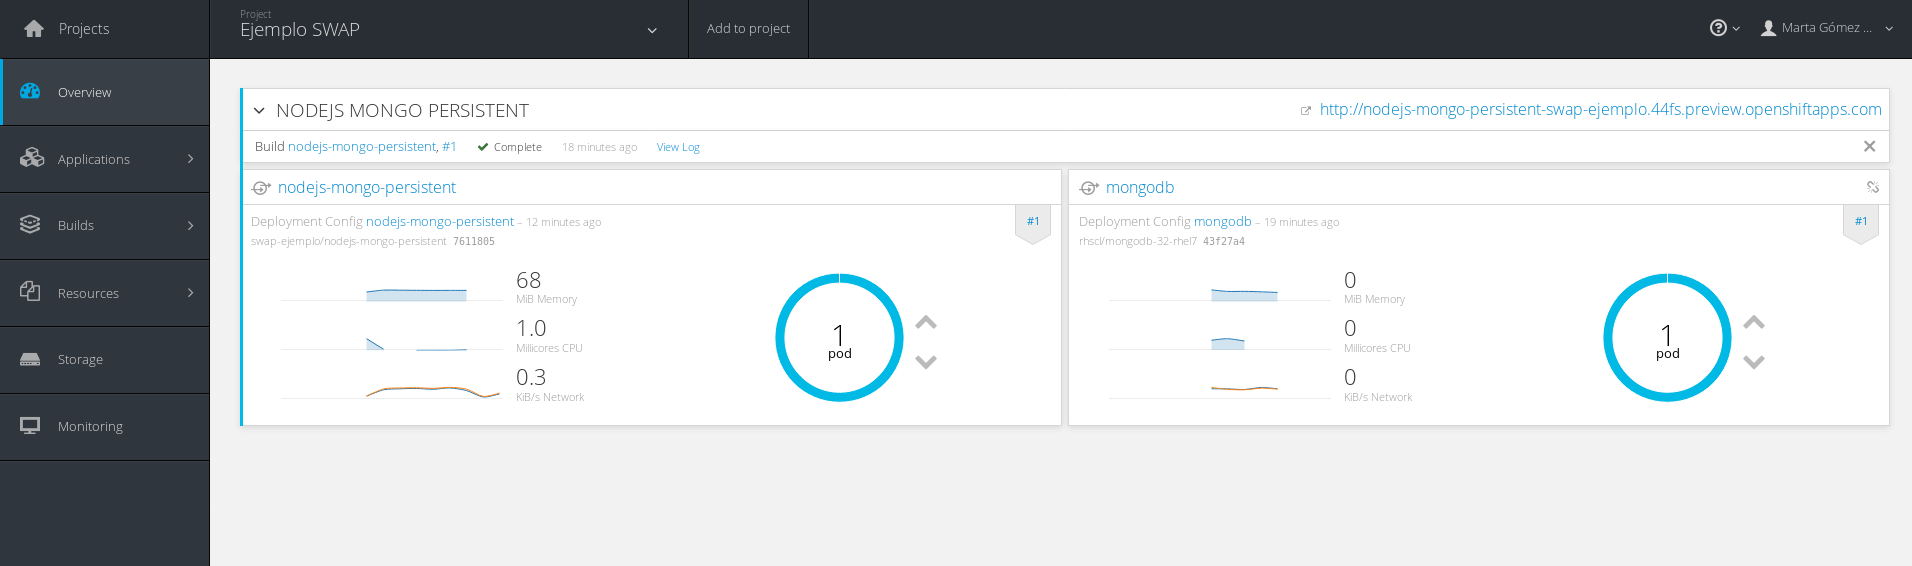 Projects
Project
Ejemplo SWAP
Add to project
Marta Gómez ...
Overview
Applications
Builds
Resources
Storage
Monitoring
NODEJS MONGO PERSISTENT
http://nodejs-mongo-persistent-swap-ejemplo.44fs.preview.openshiftapps.com
Build nodejs-mongo-persistent, #1 Complete 18 minutes ago View Log
nodejs-mongo-persistent
Deployment Config nodejs-mongo-persistent – 12 minutes ago
#1
swap-ejemplo/nodejs-mongo-persistent 7611805
68
MiB Memory
1.0
Millicores CPU
0.3
KiB/s Network
1
pod
mongodb
Deployment Config mongodb – 19 minutes ago
#1
rhscl/mongodb-32-rhel7 43f27a4
0
MiB Memory
0
Millicores CPU
0
KiB/s Network
1
pod